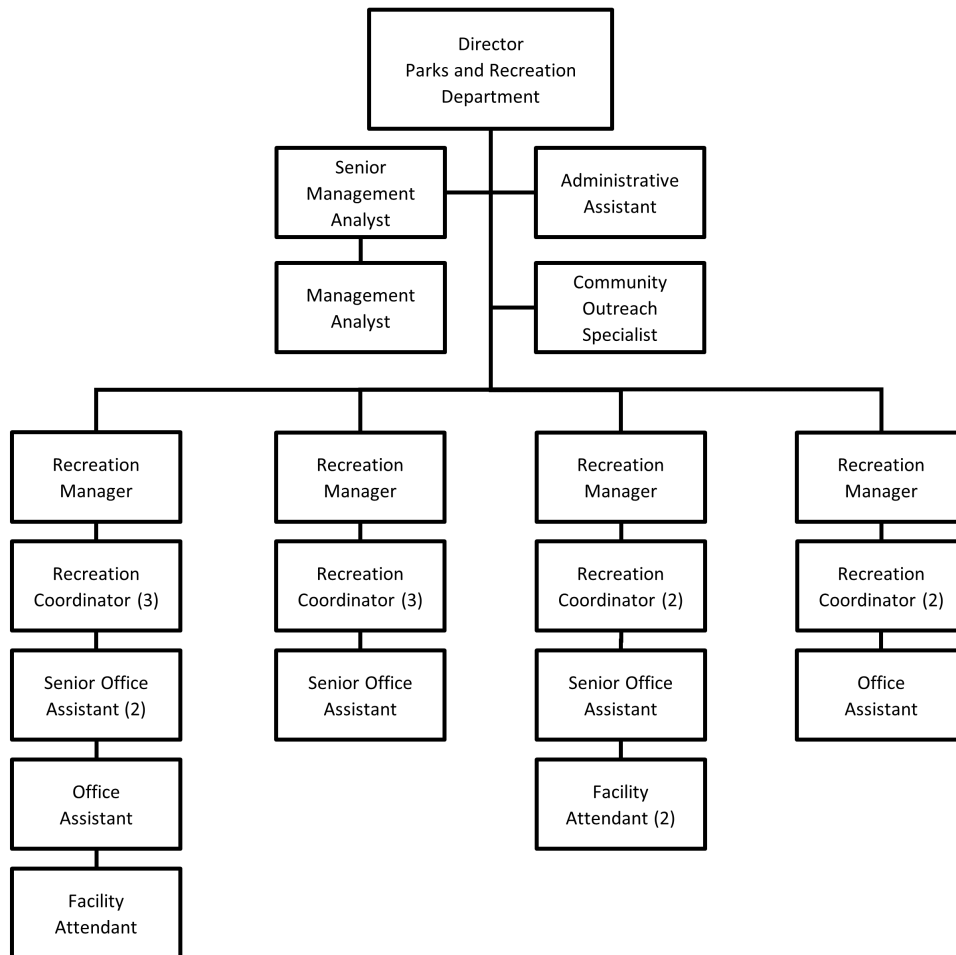 Director
Parks and Recreation
Department
Senior
Management
Analyst
Administrative
Assistant
Management
Analyst
Community
Outreach
Specialist
Recreation
Manager
Recreation
Manager
Recreation
Manager
Recreation
Manager
Recreation
Coordinator (3)
Recreation
Coordinator (3)
Recreation
Coordinator (2)
Recreation
Coordinator (2)
Senior Office
Assistant (2)
Senior Office
Assistant
Senior Office
Assistant
Office
Assistant
Office
Assistant
Facility
Attendant (2)
Facility
Attendant